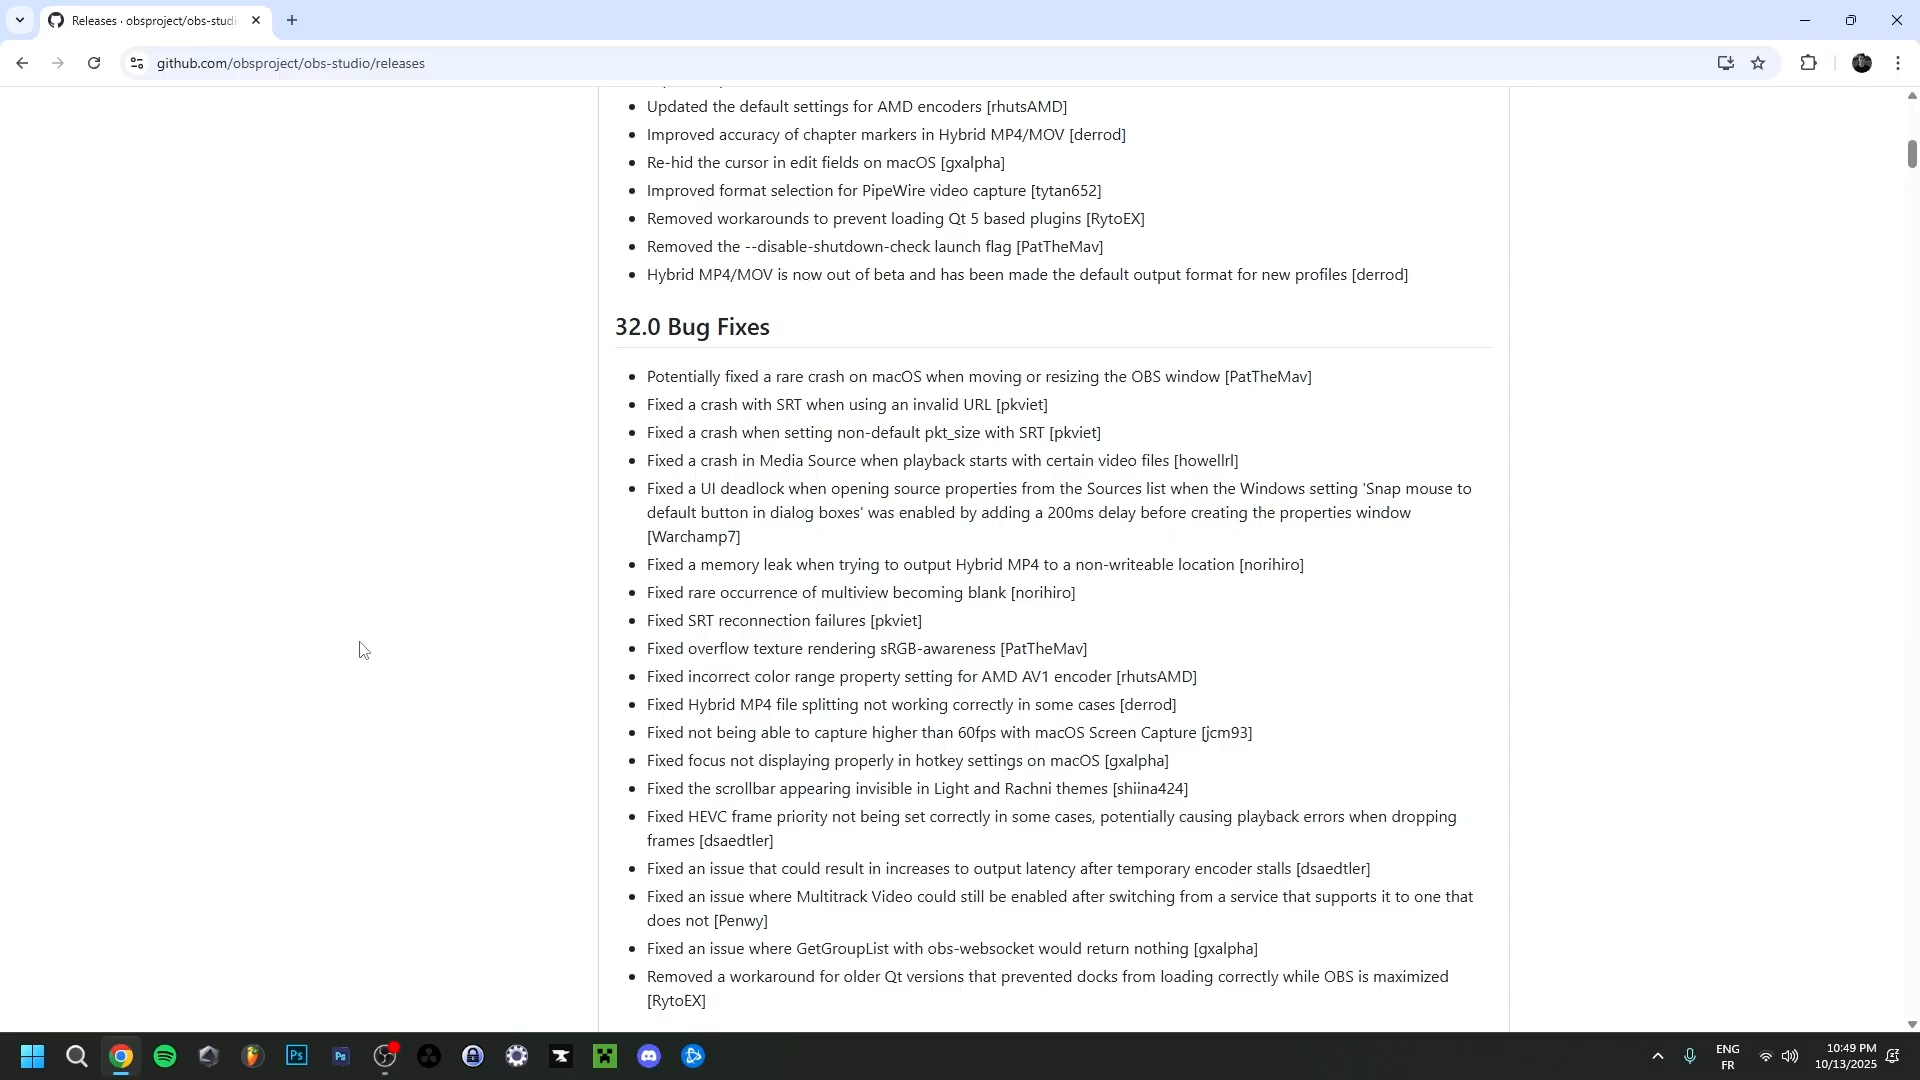 Releases · obsproject/obs-studi
github.com/obsproject/obs-studio/releases
Updated the default settings for AMD encoders [rhutsAMD]
Improved accuracy of chapter markers in Hybrid MP4/MOV [derrod]
Re-hid the cursor in edit fields on macOS [gxalpha]
Improved format selection for PipeWire video capture [tytan652]
Removed workarounds to prevent loading Qt 5 based plugins [RytoEX]
Removed the --disable-shutdown-check launch flag [PatTheMav]
Hybrid MP4/MOV is now out of beta and has been made the default output format for new profiles [derrod]
32.0 Bug Fixes
Potentially fixed a rare crash on macOS when moving or resizing the OBS window [PatTheMav]
Fixed a crash with SRT when using an invalid URL [pkviet]
Fixed a crash when setting non-default pkt_size with SRT [pkviet]
Fixed a crash in Media Source when playback starts with certain video files [howellrl]
Fixed a UI deadlock when opening source properties from the Sources list when the Windows setting 'Snap mouse to
default button in dialog boxes' was enabled by adding a 200ms delay before creating the properties window
[Warchamp7]
Fixed a memory leak when trying to output Hybrid MP4 to a non-writeable location [norihiro]
Fixed rare occurrence of multiview becoming blank [norihiro]
Fixed SRT reconnection failures [pkviet]
Fixed overflow texture rendering sRGB-awareness [PatTheMav]
Fixed incorrect color range property setting for AMD AV1 encoder [rhutsAMD]
Fixed Hybrid MP4 file splitting not working correctly in some cases [derrod]
Fixed not being able to capture higher than 60fps with macOS Screen Capture [jcm93]
Fixed focus not displaying properly in hotkey settings on macOS [gxalpha]
Fixed the scrollbar appearing invisible in Light and Rachni themes [shiina424]
Fixed HEVC frame priority not being set correctly in some cases, potentially causing playback errors when dropping
frames [dsaedtler]
Fixed an issue that could result in increases to output latency after temporary encoder stalls [dsaedtler]
Fixed an issue where Multitrack Video could still be enabled after switching from a service that supports it to one that
does not [Penwy]
Fixed an issue where GetGroupList with obs-websocket would return nothing [gxalpha]
Removed a workaround for older Qt versions that prevented docks from loading correctly while OBS is maximized
[RytoEX]
Ps
Ps
ENG
FR
10:49 PM
10/13/2025